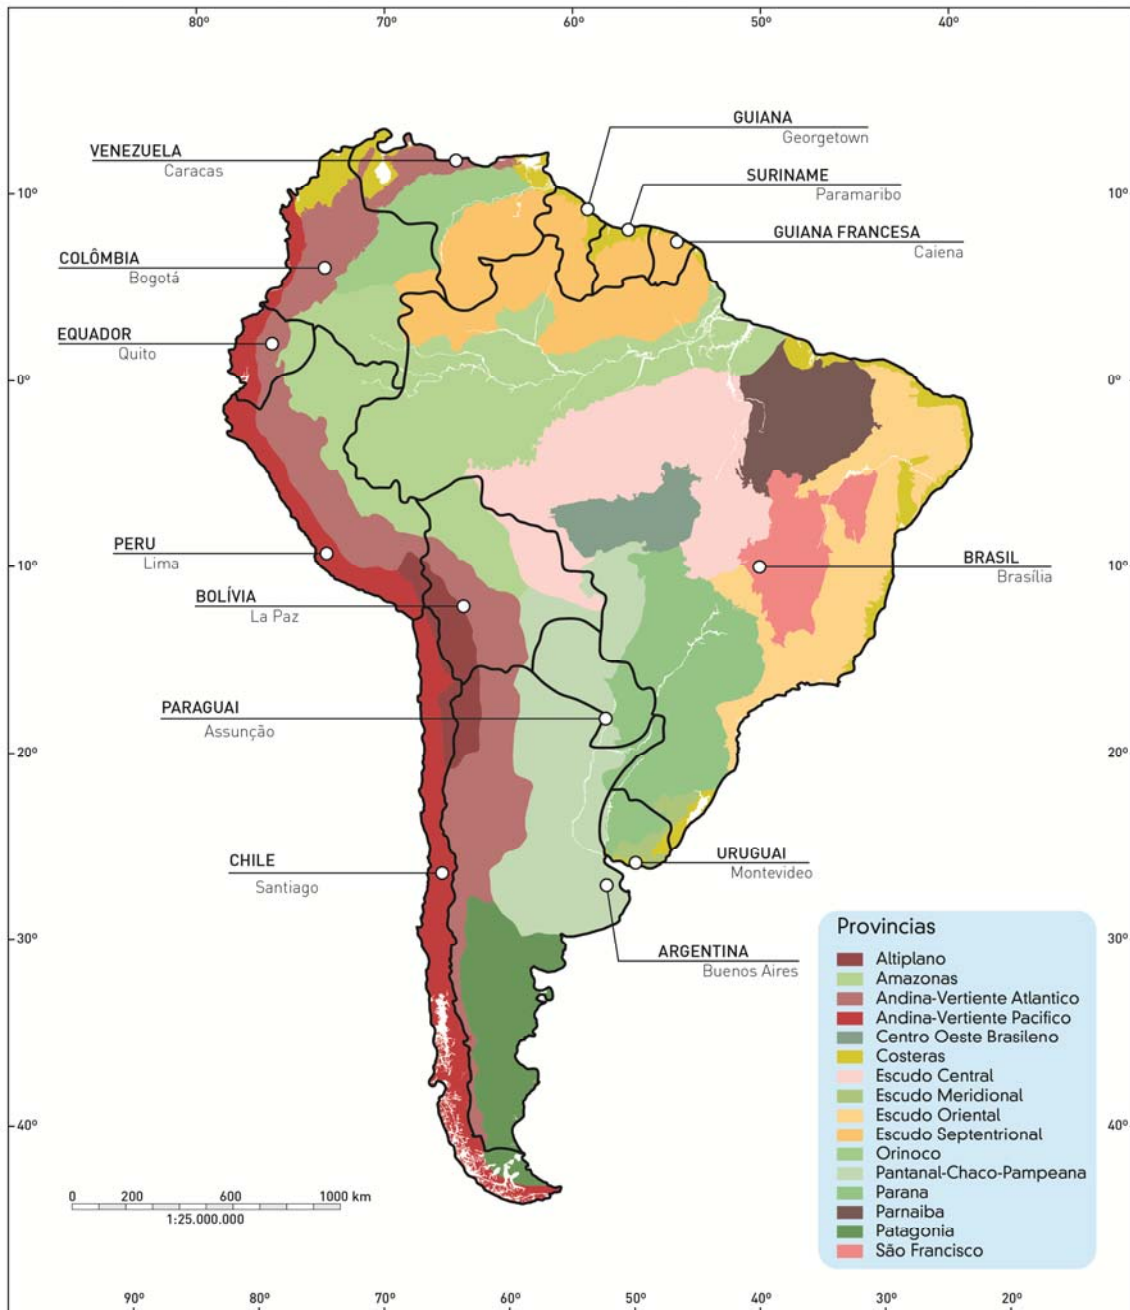 80º 70º 60º 50º 40º
GUIANA
Georgetown
VENEZUELA
Caracas
SURINAME
Paramaribo
10º 10º
GUIANA FRANCESA
Caiena
COLÔMBIA
Bogotá
EQUADOR
Quito
0º 0º
PERU
Lima
BRASIL
Brasília
10º 10º
BOLÍVIA
La Paz
PARAGUAI
Assunção
20º 20º
CHILE
Santiago
URUGUAI
Montevideo
30º 30º
ARGENTINA
Buenos Aires
Provincias
Altiplano
Amazonas
Andina-Vertiente Atlantico
Andina-Vertiente Pacifico
Centro Oeste Brasileno
Costeras
Escudo Central
Escudo Meridional
Escudo Oriental
Escudo Septentrional
Orinoco
Pantanal-Chaco-Pampeana
Parana
Parnaiba
Patagonia
São Francisco
40º 40º
0 200 600 1000 km
1:25.000.000
90º 80º 70º 60º 50º 40º 30º 20º